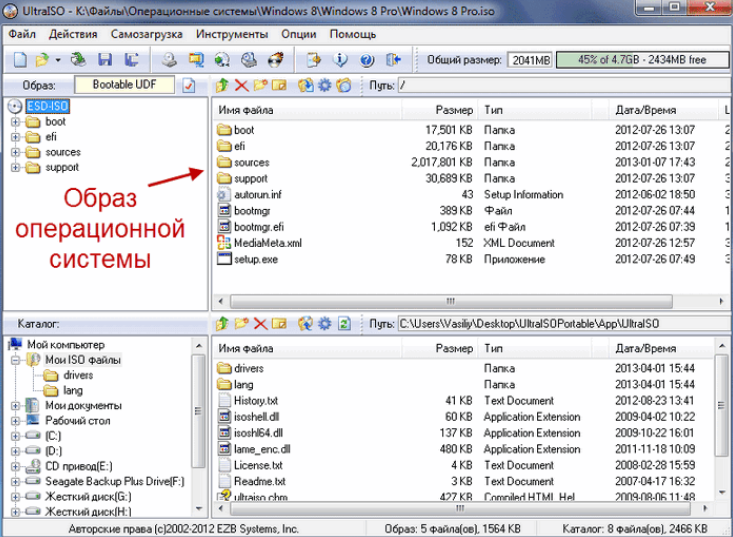 UltraISO - K:\Файлы\Операционные системы\Windows 8\Windows 8 Pro\Windows 8 Pro.iso
Файл Действия Самозагрузка Инструменты Опции Помощь
Общий размер: 2041MB 45% of 4.7GB - 2434MB free
Образ: Bootable UDF Путь: /
ESD-ISO
boot
efi
sources
support
Образ
операционной
системы
Имя файла Размер Тип Дата/Время
boot 17,501 KB Папка 2012-07-26 13:07
efi 20,176 KB Папка 2012-07-26 13:07
sources 2,017,801 KB Папка 2013-01-07 17:43
support 30,689 KB Папка 2012-07-26 13:07
autorun.inf 43 Setup Information 2012-06-02 18:50
bootmgr 389 KB Файл 2012-07-26 07:44
bootmgr.efi 1,092 KB efi Файл 2012-07-26 07:39
MediaMeta.xml 152 XML Document 2012-07-26 12:57
setup.exe 78 KB Приложение 2012-07-26 07:49
Каталог: Путь: C:\Users\Vasiliy\Desktop\UltraISOPortable\App\UltraISO
Мой компьютер
Мои ISO файлы
drivers
lang
Мои документы
Рабочий стол
(C:)
(D:)
CD привод(E:)
Seagate Backup Plus Drive(F:)
Жесткий диск(G:)
Жесткий диск(H:)
Имя файла Размер Тип Дата/Время
drivers Папка 2013-04-01 15:44
lang Папка 2013-04-01 15:44
History.txt 41 KB Text Document 2012-08-23 13:41
isoshell.dll 60 KB Application Extension 2009-04-02 10:22
isoshl64.dll 137 KB Application Extension 2009-10-22 16:01
lame_enc.dll 480 KB Application Extension 2011-11-18 10:09
License.txt 4 KB Text Document 2008-02-28 15:59
Readme.txt 3 KB Text Document 2007-04-17 16:32
ultraiso.chm 427 KB Compiled HTML Hel... 2009-08-06 11:48
Авторские права (c)2002-2012 EZB Systems, Inc. Образ: 5 файла(ов), 1564 KB Каталог: 8 файла(ов), 2466 KB